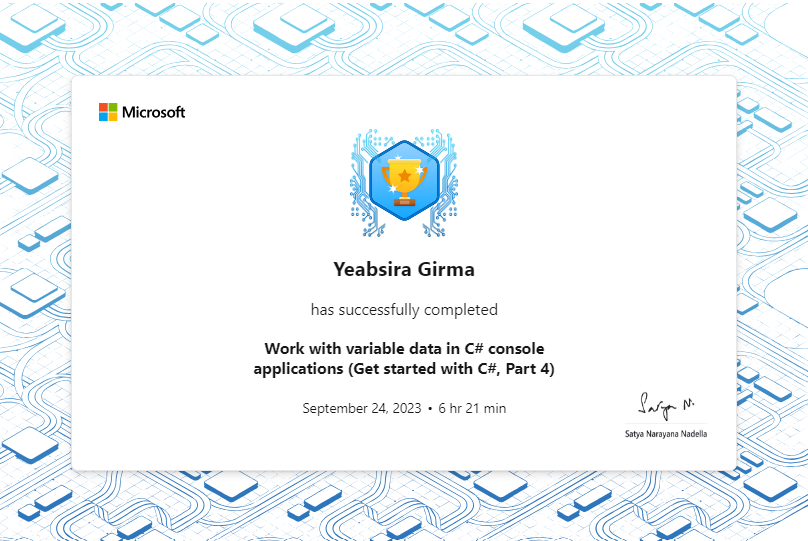 Microsoft
Yeabsira Girma
has successfully completed
Work with variable data in C# console
applications (Get started with C#, Part 4)
September 24, 2023 • 6 hr 21 min
Satya N.
Satya Narayana Nadella